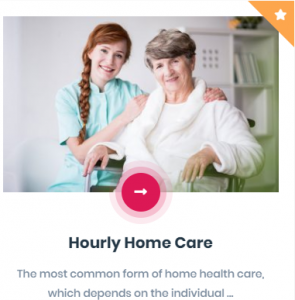 Hourly Home Care
The most common form of home health care,
which depends on the individual ...